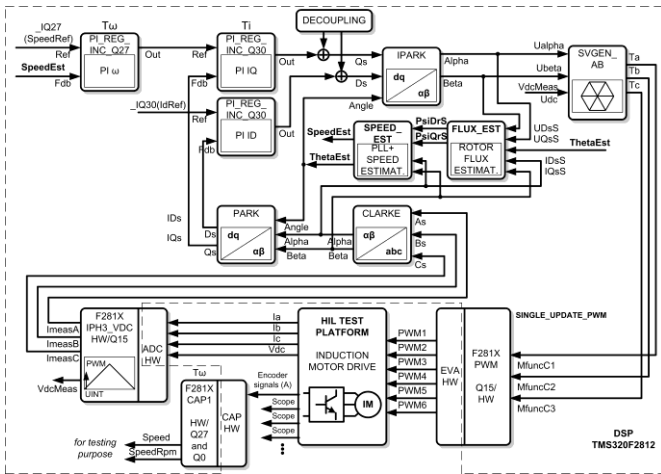 _IQ27
(SpeedRef)
Ref
SpeedEst
Fdb
Tω
PI_REG_
INC_Q27
PI ω
Out
Ti
Ref
PI_REG_
INC_Q30
PI IQ
Out
Fdb
_IQ30(IdRef)
Ref
PI_REG_
INC_Q30
PI ID
Out
Fdb
DECOUPLING
Qs
Ds
Angle
IPARK
dq
αβ
Alpha
Beta
Ualpha
Ubeta
VdcMeas
Udc
SVGEN_
AB
Ta
Tb
Tc
SpeedEst
ThetaEst
SPEED_
EST
PLL+
SPEED
ESTIMAT.
PsiDrS
PsiQrS
FLUX_EST
ROTOR
FLUX
ESTIMAT.
UDsS
UQsS
ThetaEst
IDsS
IQsS
IDs
IQs
Ds
Qs
PARK
dq
αβ
Angle
Alpha
Beta
Alpha
Beta
CLARKE
αβ
abc
As
Bs
Cs
ImeasA
ImeasB
ImeasC
VdcMeas
F281X
IPH3_VDC
HW/Q15
PWM
UINT
ADC
HW
Ia
Ib
Ic
Vdc
HIL TEST
PLATFORM
INDUCTION
MOTOR DRIVE
IM
PWM1
PWM2
PWM3
PWM4
PWM5
PWM6
EVA
HW
SINGLE_UPDATE_PWM
F281X
PWM
Q15/
HW
MfuncC1
MfuncC2
MfuncC3
Tω
F281X
CAP1
HW/
Q27
and
Q0
CAP
HW
Encoder
signals (A)
Scope
Scope
Scope
Scope
for testing
purpose
Speed
SpeedRpm
DSP
TMS320F2812